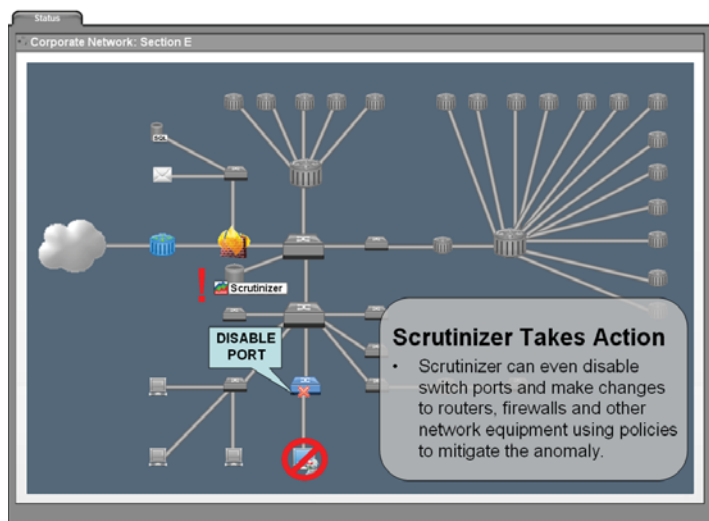 Status
Corporate Network: Section E
SQL
Scrutinizer
DISABLE
PORT
Scrutinizer Takes Action
• Scrutinizer can even disable
switch ports and make changes
to routers, firewalls and other
network equipment using policies
to mitigate the anomaly.